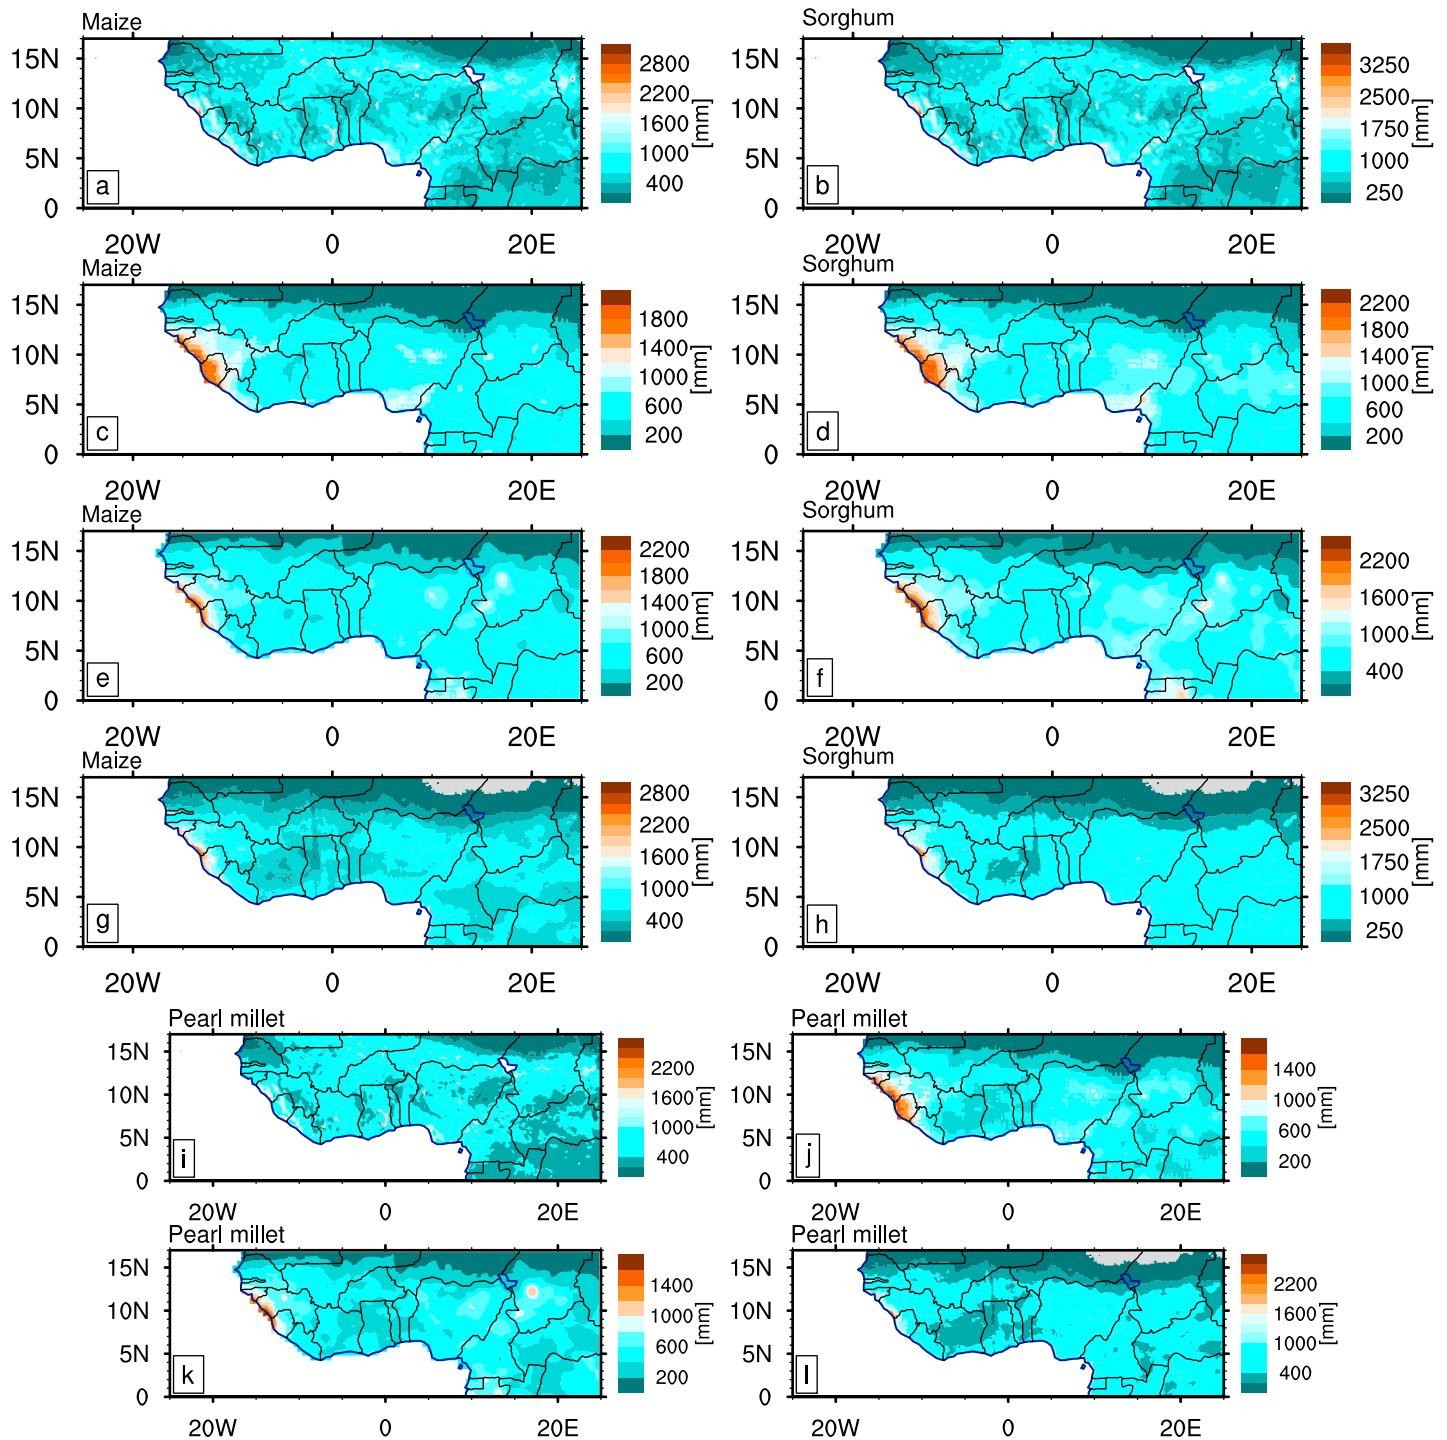 Maize
Sorghum
15N
10N
5N
0
20W 0 20E
a
2800
2200
1600
1000
400
[mm]
15N
10N
5N
0
20W 0 20E
b
3250
2500
1750
1000
250
[mm]
Maize
Sorghum
15N
10N
5N
0
20W 0 20E
c
1800
1400
1000
600
200
[mm]
15N
10N
5N
0
20W 0 20E
d
2200
1800
1400
1000
600
200
[mm]
Maize
Sorghum
15N
10N
5N
0
20W 0 20E
e
2200
1800
1400
1000
600
200
[mm]
15N
10N
5N
0
20W 0 20E
f
2200
1600
1000
400
[mm]
Maize
Sorghum
15N
10N
5N
0
20W 0 20E
g
2800
2200
1600
1000
400
[mm]
15N
10N
5N
0
20W 0 20E
h
3250
2500
1750
1000
250
[mm]
Pearl millet
Pearl millet
15N
10N
5N
0
20W 0 20E
i
2200
1600
1000
400
[mm]
15N
10N
5N
0
20W 0 20E
j
1400
1000
600
200
[mm]
Pearl millet
Pearl millet
15N
10N
5N
0
20W 0 20E
k
1400
1000
600
200
[mm]
15N
10N
5N
0
20W 0 20E
l
2200
1600
1000
400
[mm]